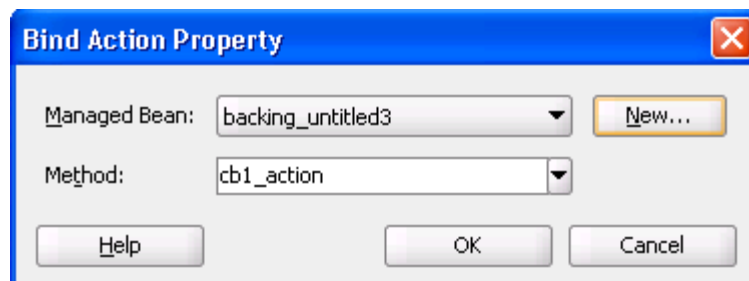 Bind Action Property
Managed Bean: backing_untitled3 New...
Method: cb1_action
Help OK Cancel